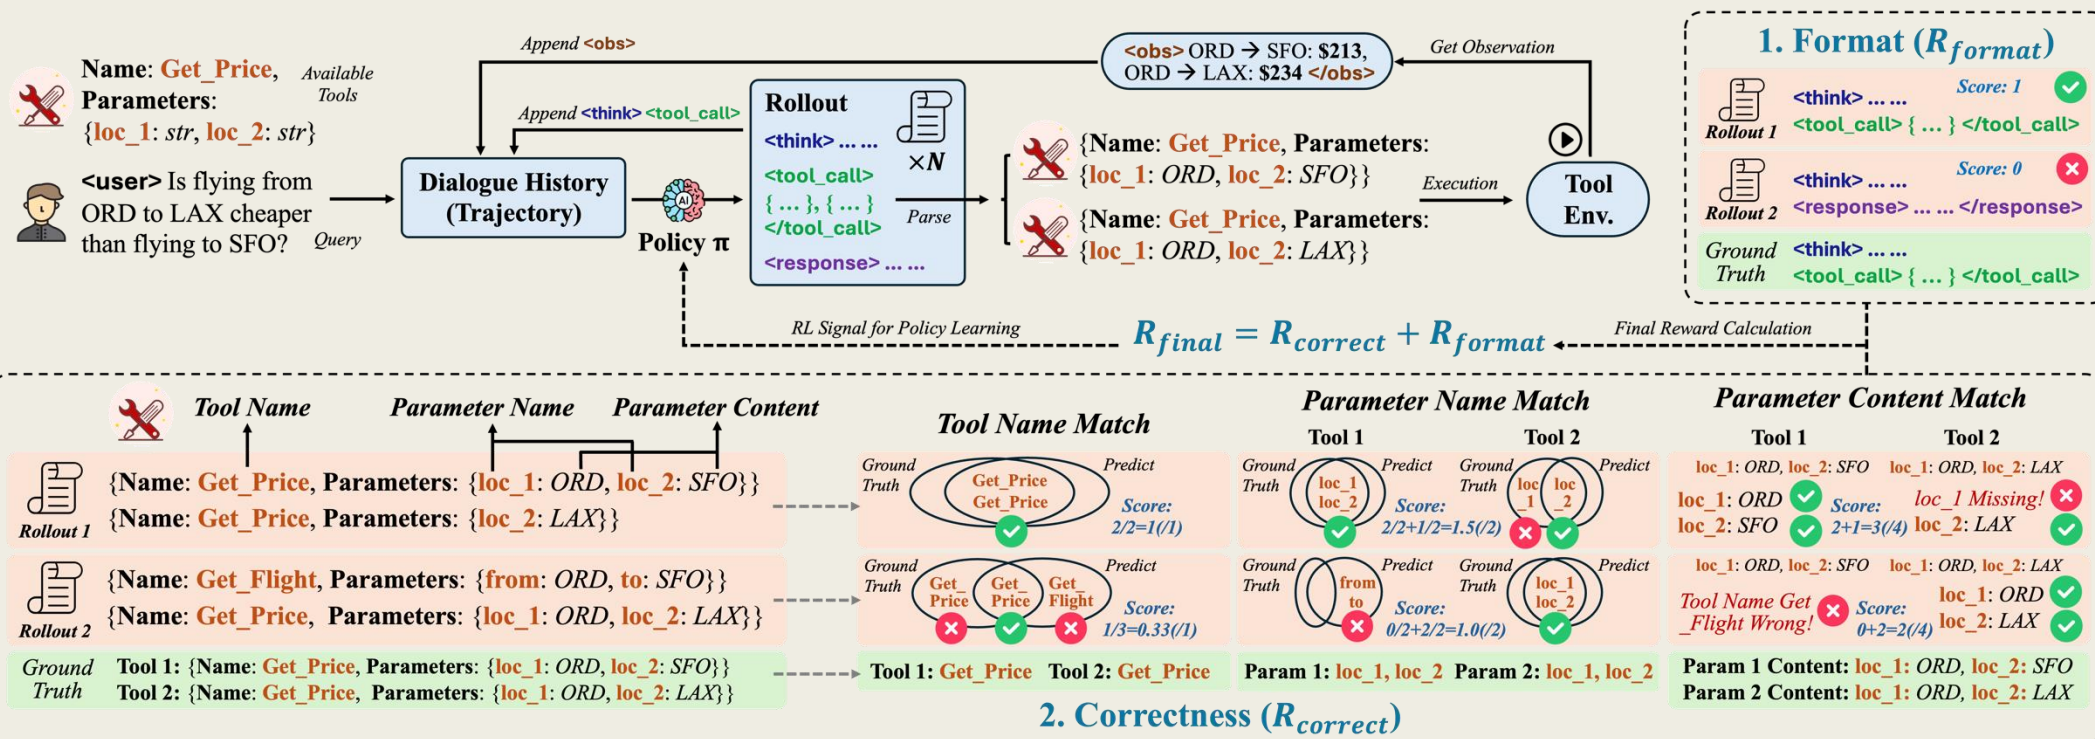 Name: Get_Price,
Parameters:
{loc_1: str, loc_2: str}
Available
Tools
<user> Is flying from
ORD to LAX cheaper
than flying to SFO?
Query
Append <obs>
Append <think> <tool_call>
Dialogue History
(Trajectory)
AI
Policy π
Rollout
<think> ... ...
<tool_call>
{ ... }, { ... }
</tool_call>
<response> ... ...
×N
Parse
<obs> ORD → SFO: $213,
ORD → LAX: $234 </obs>
Get Observation
{Name: Get_Price, Parameters:
{loc_1: ORD, loc_2: SFO}}
{Name: Get_Price, Parameters:
{loc_1: ORD, loc_2: LAX}}
Execution
Tool
Env.
1. Format (Rformat)
Rollout 1
<think> ... ...
Score: 1
<tool_call> { ... } </tool_call>
Rollout 2
<think> ... ...
Score: 0
<response> ... ... </response>
Ground
Truth
<think> ... ...
<tool_call> { ... } </tool_call>
RL Signal for Policy Learning
Rfinal = Rcorrect + Rformat
Final Reward Calculation
Tool Name
Parameter Name
Parameter Content
Rollout 1
{Name: Get_Price, Parameters: {loc_1: ORD, loc_2: SFO}}
{Name: Get_Price, Parameters: {loc_2: LAX}}
Rollout 2
{Name: Get_Flight, Parameters: {from: ORD, to: SFO}}
{Name: Get_Price, Parameters: {loc_1: ORD, loc_2: LAX}}
Ground
Truth
Tool 1: {Name: Get_Price, Parameters: {loc_1: ORD, loc_2: SFO}}
Tool 2: {Name: Get_Price, Parameters: {loc_1: ORD, loc_2: LAX}}
Tool Name Match
Ground
Truth
Get_Price
Get_Price
Predict
Score:
2/2=1(/1)
Ground
Truth
Get_
Price
Get_
Price
Get_
Flight
Predict
Score:
1/3=0.33(/1)
Tool 1: Get_Price Tool 2: Get_Price
Parameter Name Match
Tool 1
Tool 2
Ground
Truth
loc_1
loc_2
Predict
Score:
2/2+1/2=1.5(/2)
Ground
Truth
loc
_1
loc
_2
Predict
Ground
Truth
from
to
Predict
Score:
0/2+2/2=1.0(/2)
Ground
Truth
loc_1
loc_2
Predict
Param 1: loc_1, loc_2 Param 2: loc_1, loc_2
Parameter Content Match
Tool 1
Tool 2
loc_1: ORD, loc_2: SFO
loc_1: ORD, loc_2: LAX
loc_1: ORD
loc_2: SFO
Score:
2+1=3(/4)
loc_1 Missing!
loc_2: LAX
loc_1: ORD, loc_2: SFO
loc_1: ORD, loc_2: LAX
Tool Name Get
_Flight Wrong!
Score:
0+2=2(/4)
loc_1: ORD
loc_2: LAX
Param 1 Content: loc_1: ORD, loc_2: SFO
Param 2 Content: loc_1: ORD, loc_2: LAX
2. Correctness (Rcorrect)